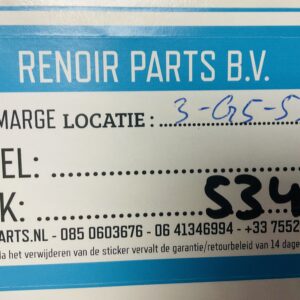 RENOIR PARTS B.V.
MARGE LOCATIE : 3-G5-5
EL:
K: 534
ARTS.NL - 085 0603676 - 06 41346994 - +33 7552
a het verwijderen van de sticker vervalt de garantie/retourbeleid van 14 dage